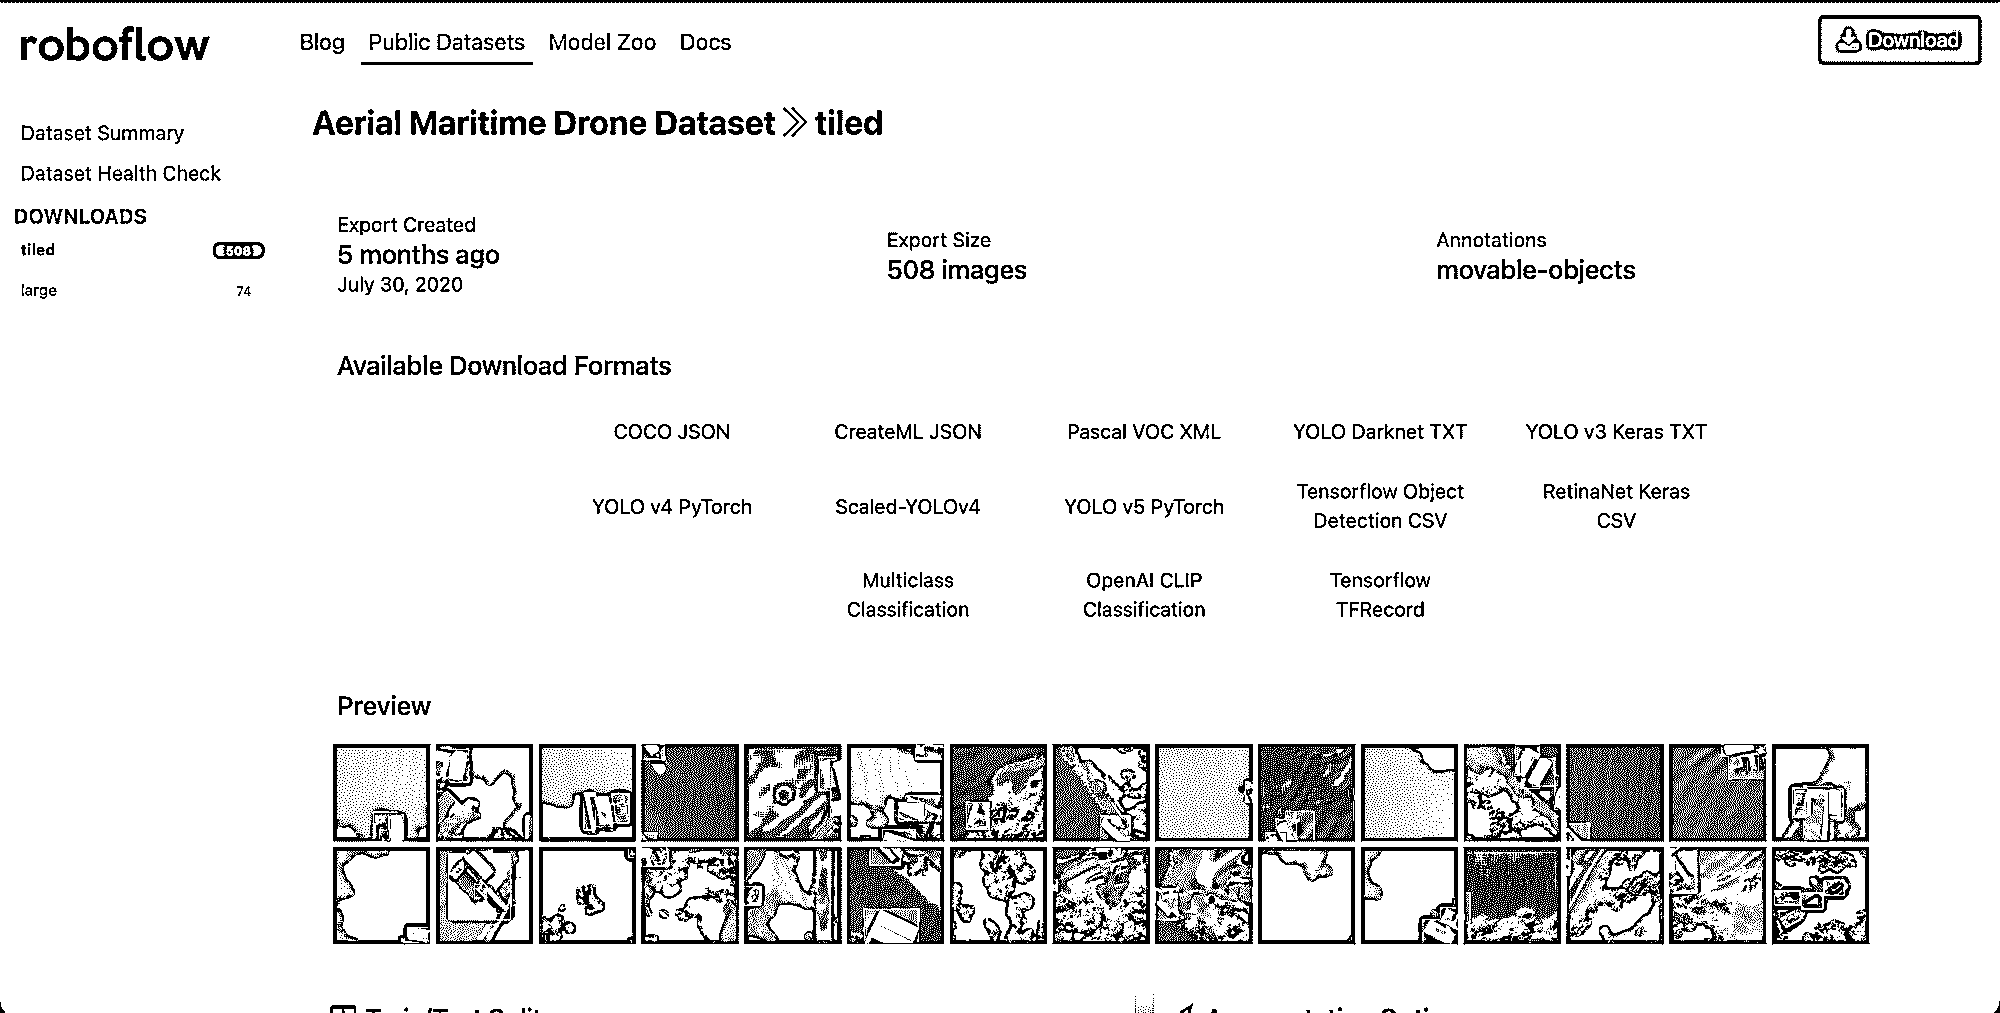 roboflow
Blog Public Datasets Model Zoo Docs
Download
Dataset Summary
Dataset Health Check
DOWNLOADS
tiled 508
large 74
Aerial Maritime Drone Dataset » tiled
Export Created
5 months ago
July 30, 2020
Export Size
508 images
Annotations
movable-objects
Available Download Formats
COCO JSON CreateML JSON Pascal VOC XML YOLO Darknet TXT YOLO v3 Keras TXT
YOLO v4 PyTorch Scaled-YOLOv4 YOLO v5 PyTorch Tensorflow Object Detection CSV RetinaNet Keras CSV
Multiclass Classification OpenAI CLIP Classification Tensorflow TFRecord
Preview